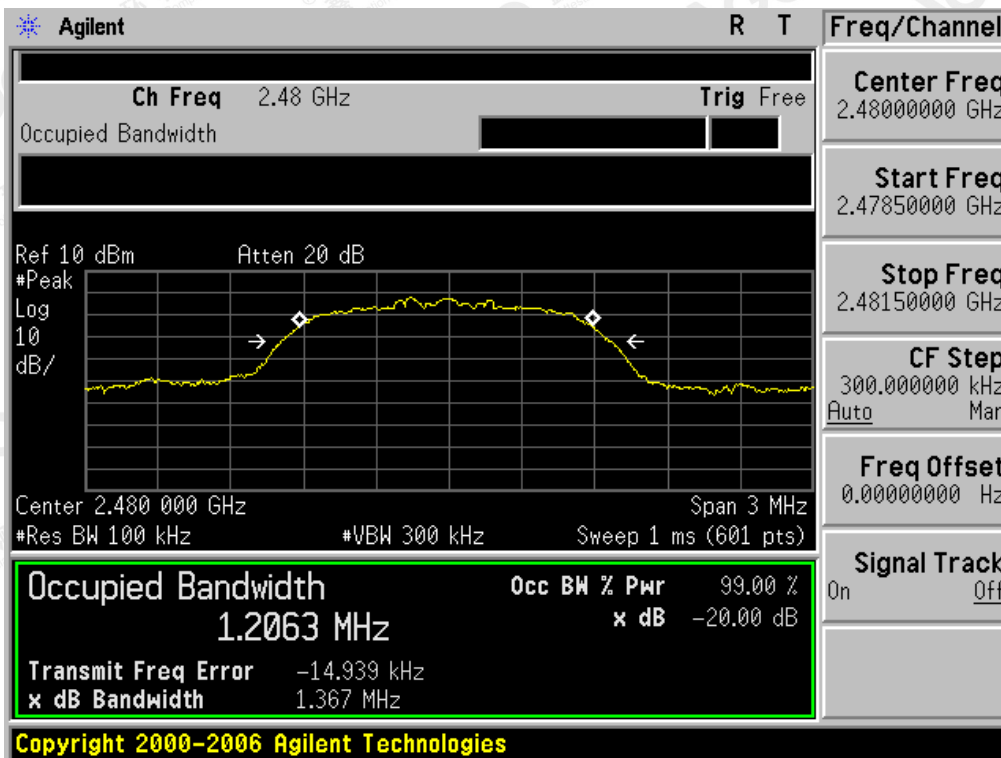 Agilent R T
Ch Freq 2.48 GHz Trig Free
Occupied Bandwidth
Ref 10 dBm Atten 20 dB
#Peak
Log
10
dB/
Center 2.480 000 GHz Span 3 MHz
#Res BW 100 kHz #VBW 300 kHz Sweep 1 ms (601 pts)
Occupied Bandwidth
1.2063 MHz
Occ BW % Pwr 99.00 %
x dB -20.00 dB
Transmit Freq Error -14.939 kHz
x dB Bandwidth 1.367 MHz
Copyright 2000-2006 Agilent Technologies
Freq/Channel
Center Freq
2.48000000 GHz
Start Freq
2.47850000 GHz
Stop Freq
2.48150000 GHz
CF Step
300.000000 kHz
Auto Man
Freq Offset
0.00000000 Hz
Signal Track
On Off